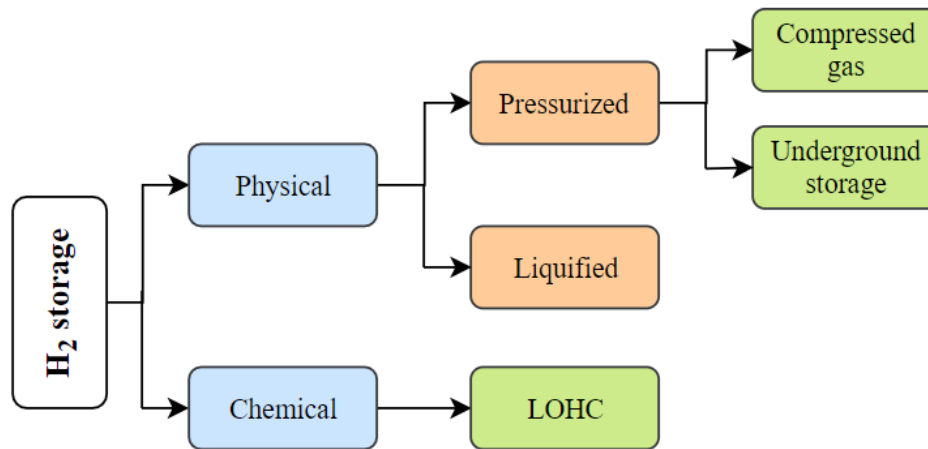 H₂ storage
Physical
Chemical
Pressurized
Liquified
LOHC
Compressed
gas
Underground
storage